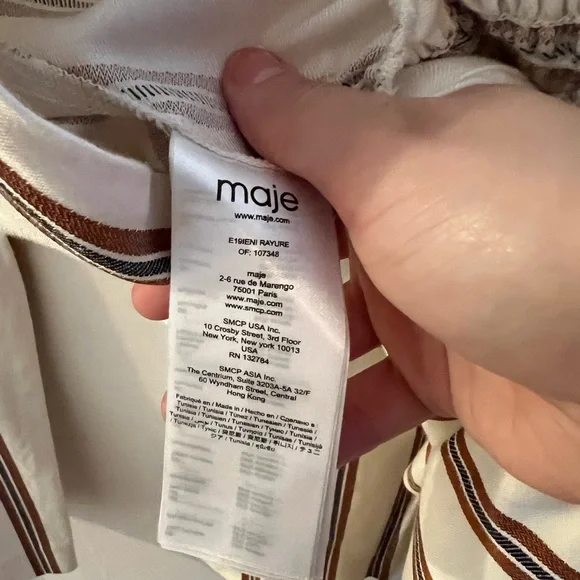 maje
www.maje.com
E19IENI RAYURE
OF: 107348
maje
2-6 rue de Marengo
75001 Paris
www.maje.com
www.smcp.com
SMCP USA Inc.
10 Crosby Street, 3rd Floor
New York, New york 10013
USA
RN 132784
SMCP ASIA Inc.
The Centrium, Suite 3203A-5A 32/F
60 Wyndham Street, Central
Hong Kong
Fabriqué en / Made in / Hecho en / Сделано в:
Tunisie / Tunisia / Túnez / Tunesien /